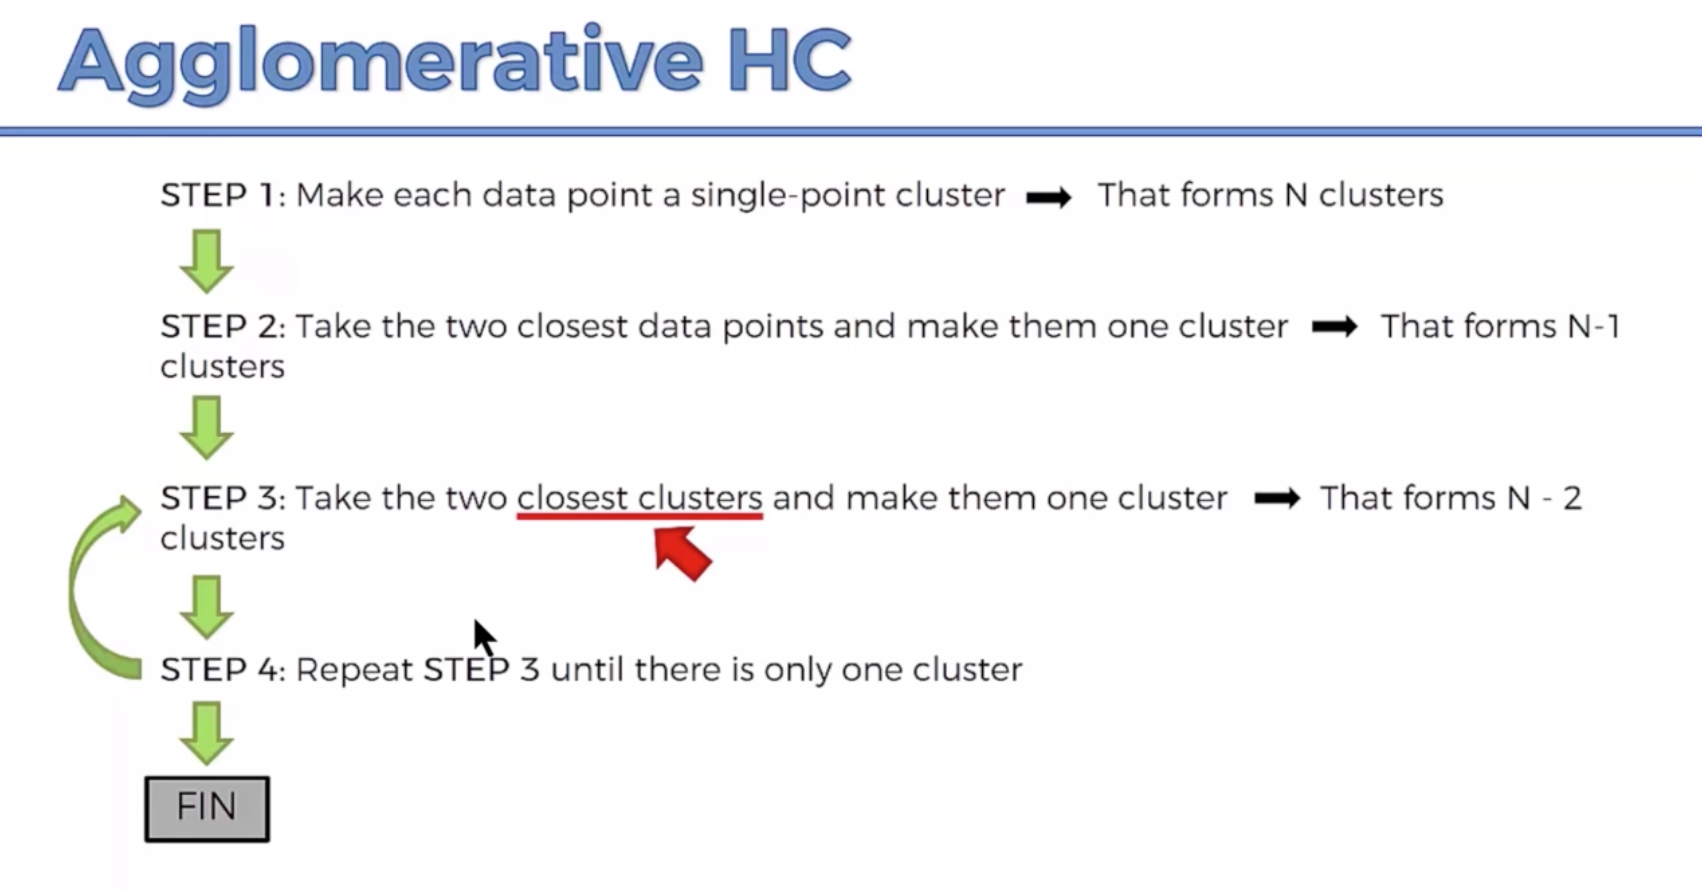 Agglomerative HC
STEP 1: Make each data point a single-point cluster ➡ That forms N clusters
STEP 2: Take the two closest data points and make them one cluster ➡ That forms N-1
clusters
STEP 3: Take the two closest clusters and make them one cluster ➡ That forms N - 2
clusters
STEP 4: Repeat STEP 3 until there is only one cluster
FIN